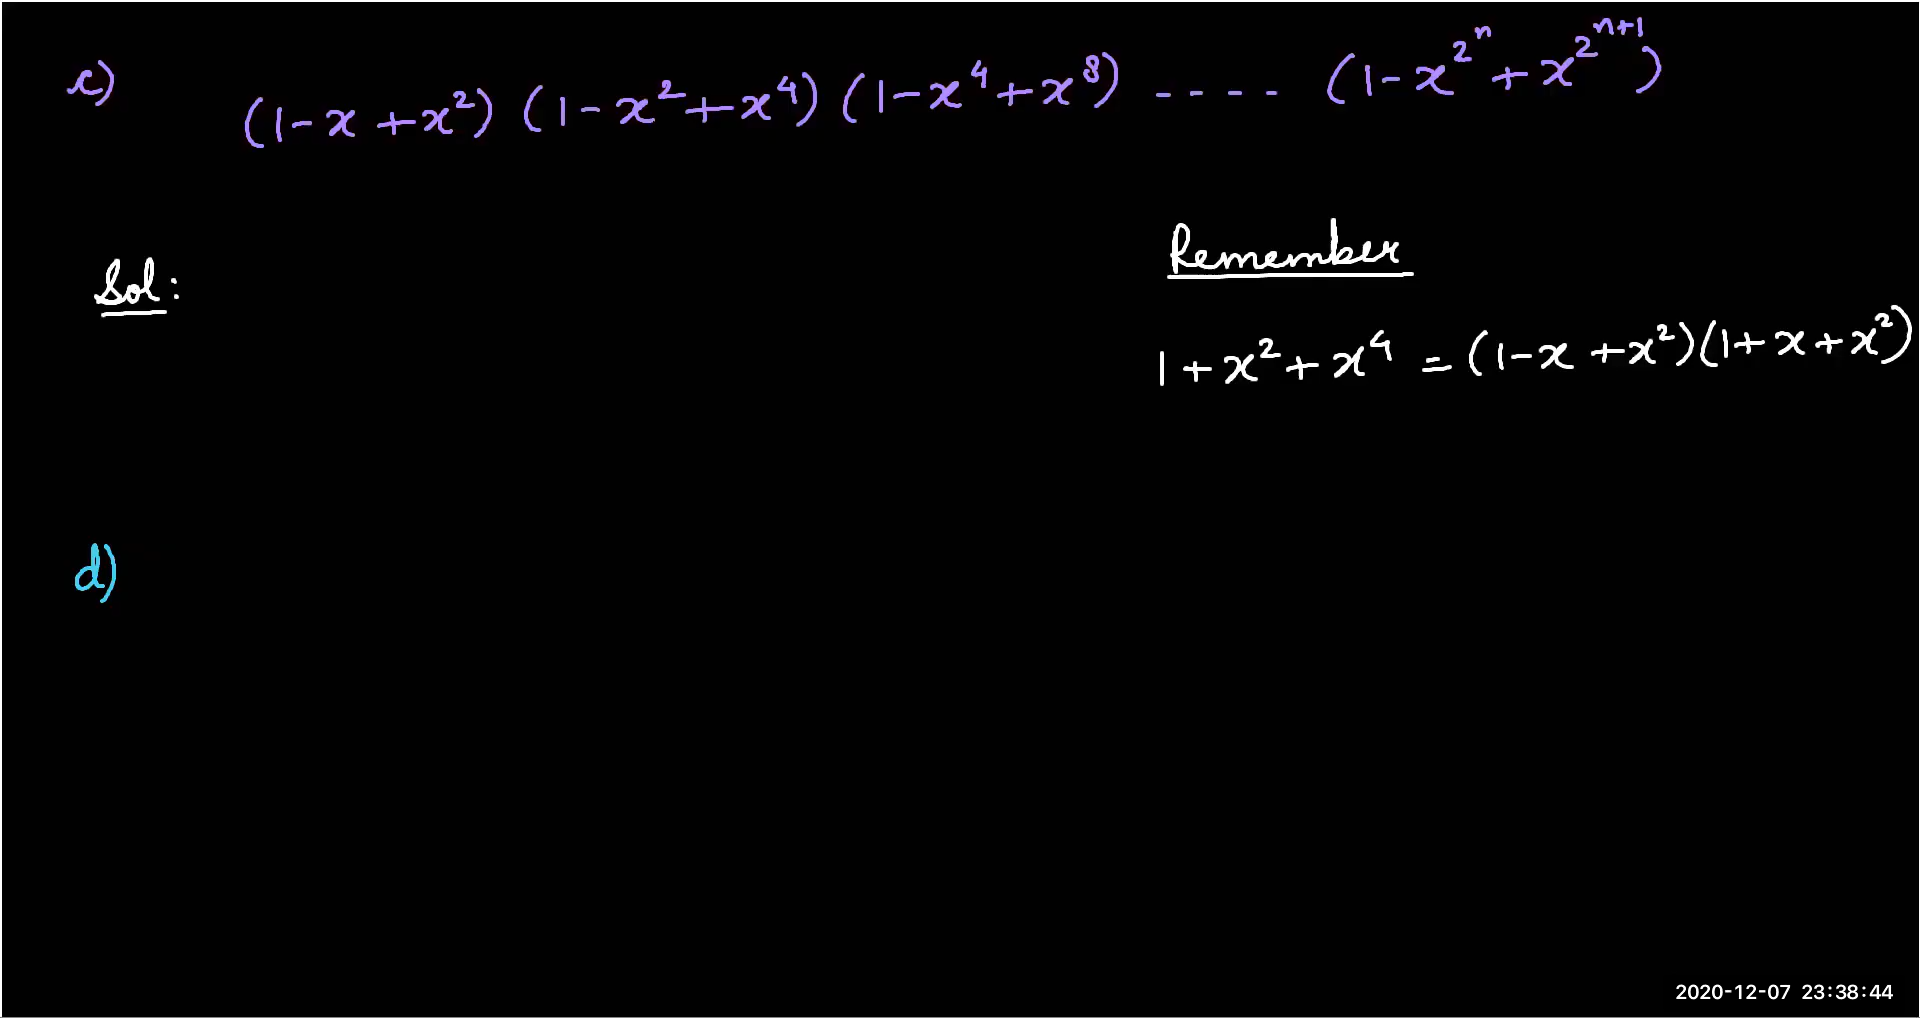 c) (1-x+x²) (1-x²+x⁴) (1-x⁴+x⁸) ---- (1-x^{2^n}+x^{2^{n+1}})
Remember
Sol:
1+x²+x⁴ = (1-x+x²)(1+x+x²)
d)
2020-12-07 23:38:44